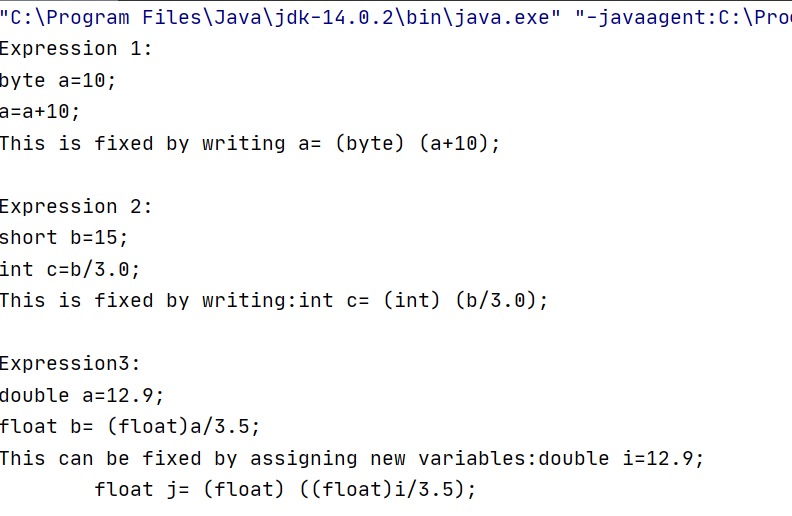 "C:\Program Files\Java\jdk-14.0.2\bin\java.exe" "-javaagent:C:\Pro
Expression 1:
byte a=10;
a=a+10;
This is fixed by writing a= (byte) (a+10);
Expression 2:
short b=15;
int c=b/3.0;
This is fixed by writing:int c= (int) (b/3.0);
Expression3:
double a=12.9;
float b= (float)a/3.5;
This can be fixed by assigning new variables:double i=12.9;
float j= (float) ((float)i/3.5);